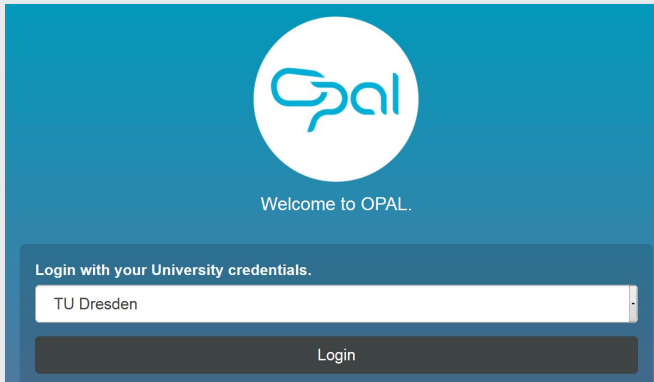 Opal
Welcome to OPAL.
Login with your University credentials.
TU Dresden
Login